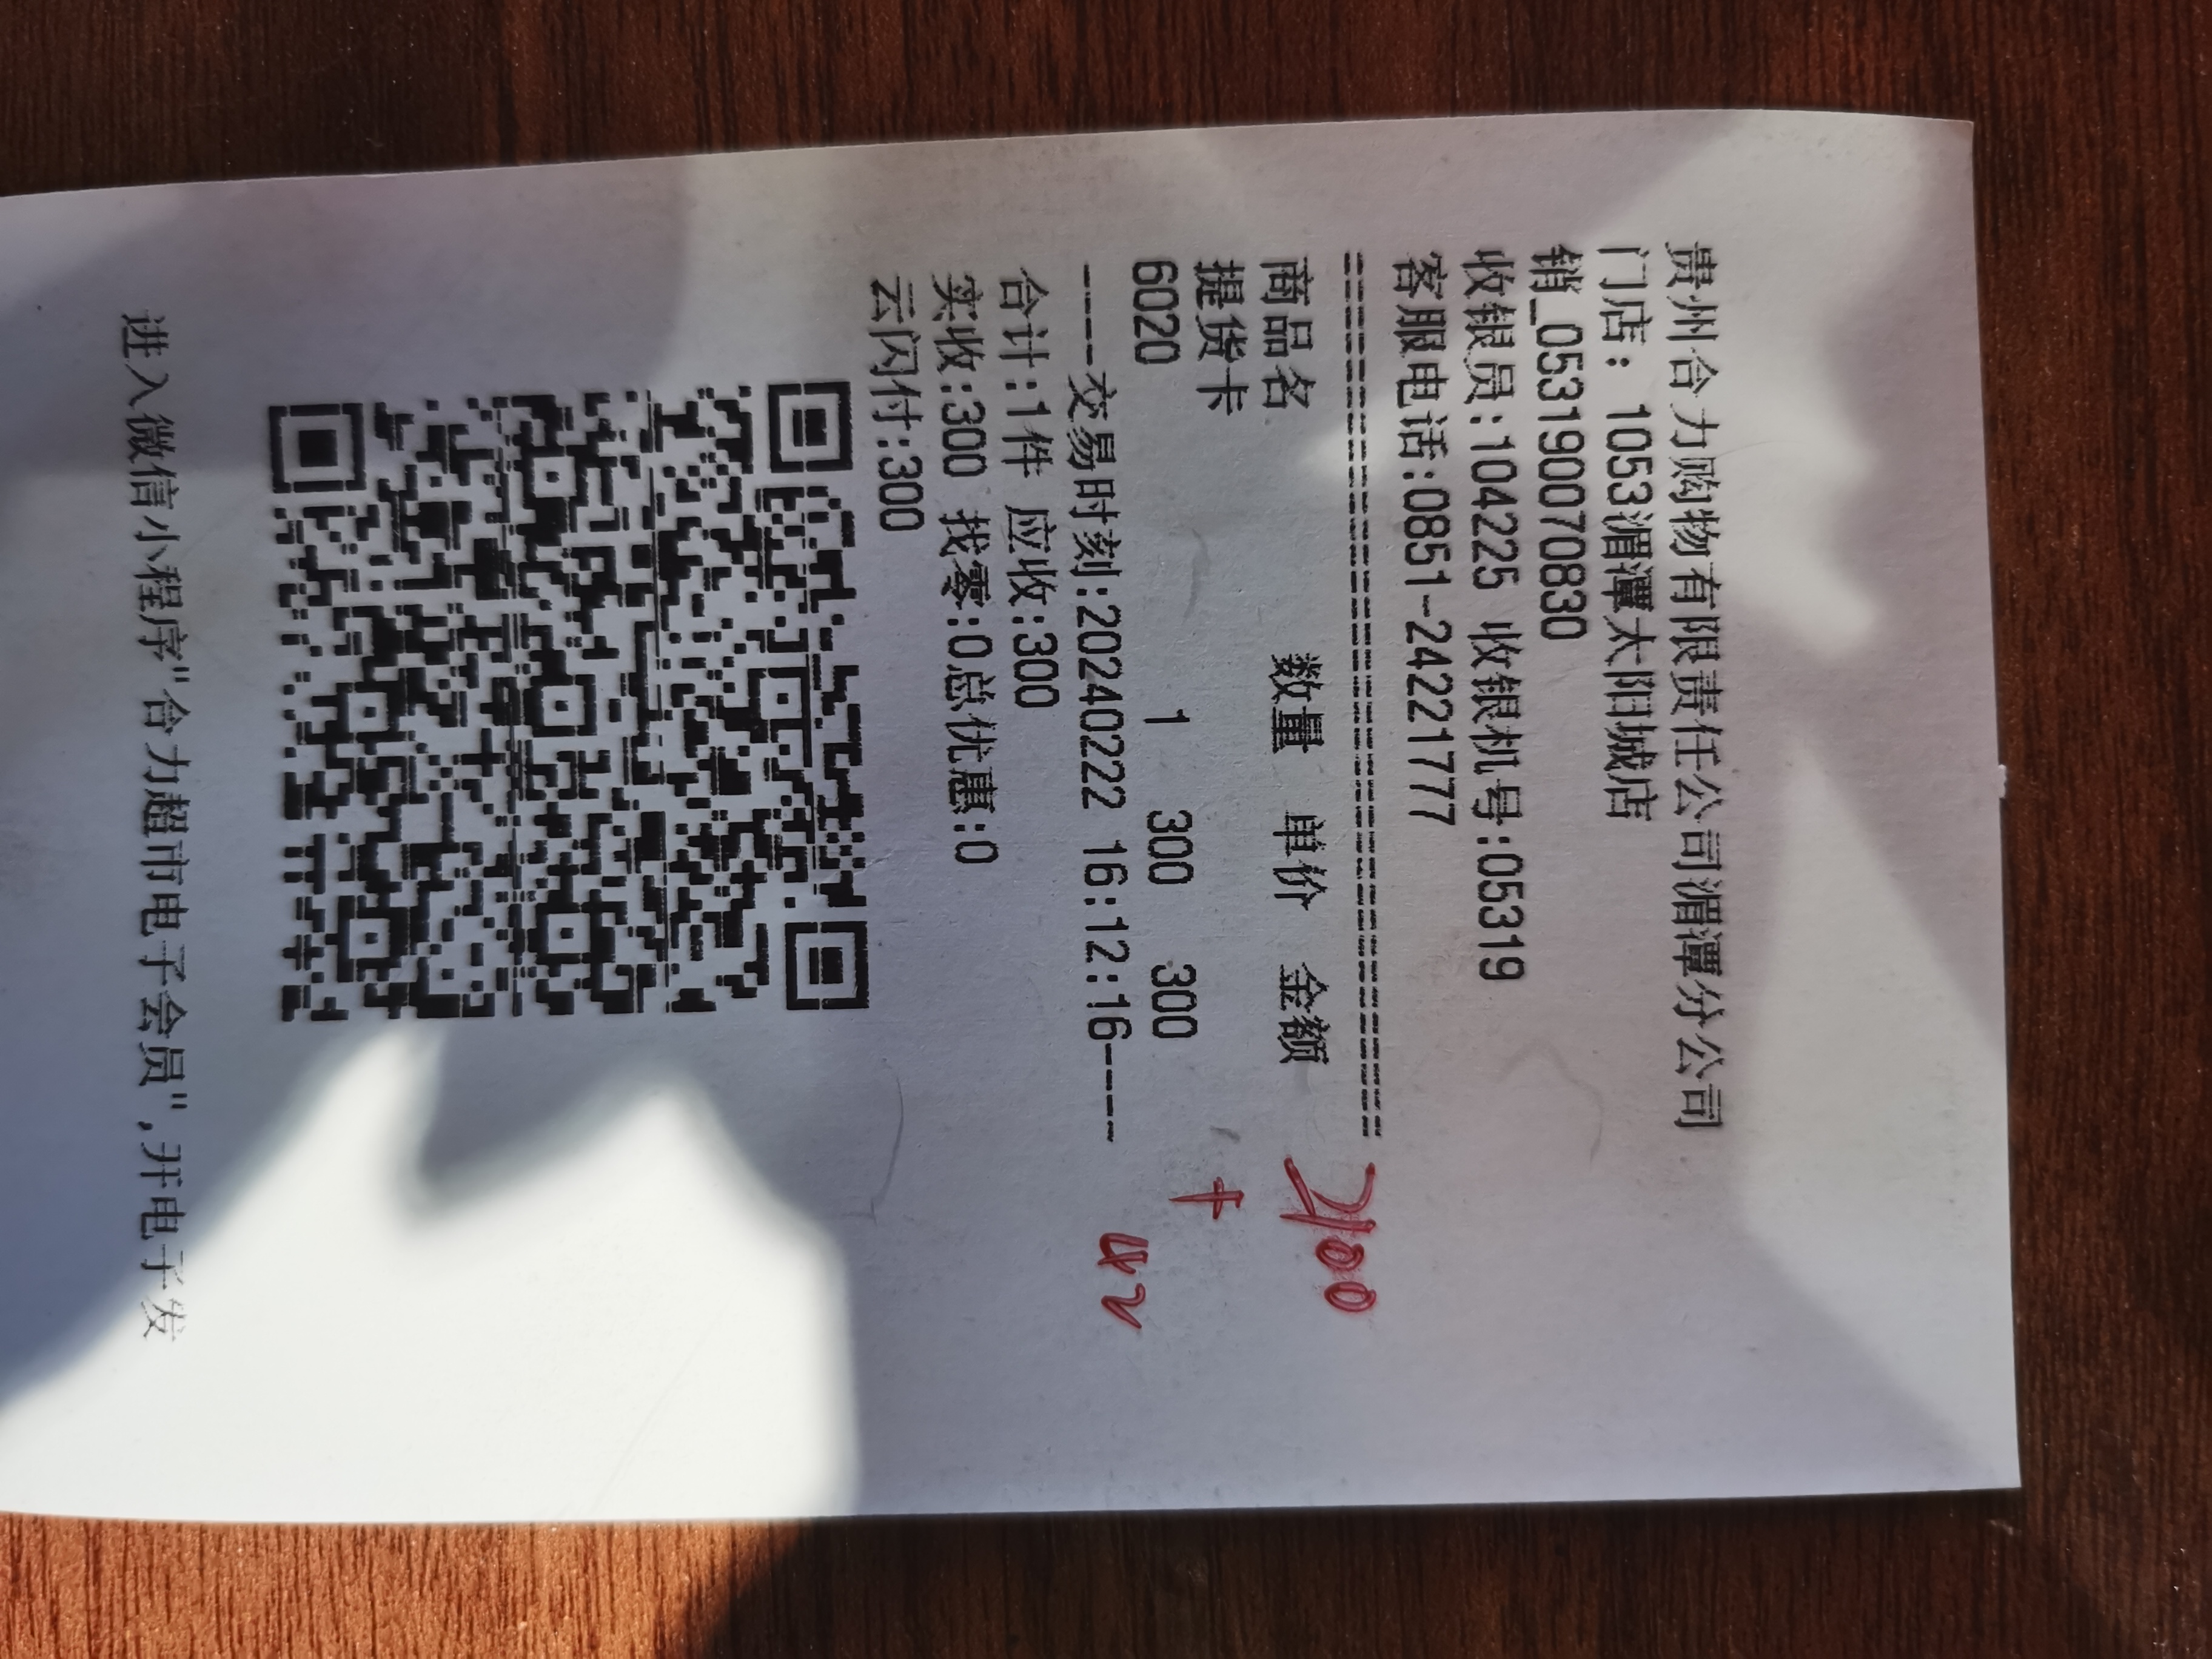 贵州合力购物有限责任公司湄潭分公司
门店: 1053湄潭太阳城店
销_0531900070830
收银员:104225 收银机号:05319
客服电话:0851-24221777
==========================================
商品名 数量 单价 金额
提货卡
6020 1 300 300
----交易时刻:20240222 16:12:16----
合计:1件 应收:300
实收:300 找零:0总优惠:0
云闪付:300
进入微信小程序"合力超市电子会员",开电子发